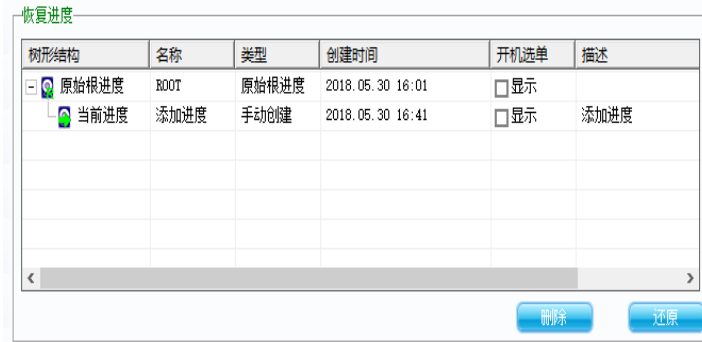 恢复进度
树形结构 名称 类型 创建时间 开机选单 描述
原始根进度 ROOT 原始根进度 2018.05.30 16:01 显示
当前进度 添加进度 手动创建 2018.05.30 16:41 显示 添加进度
删除 还原